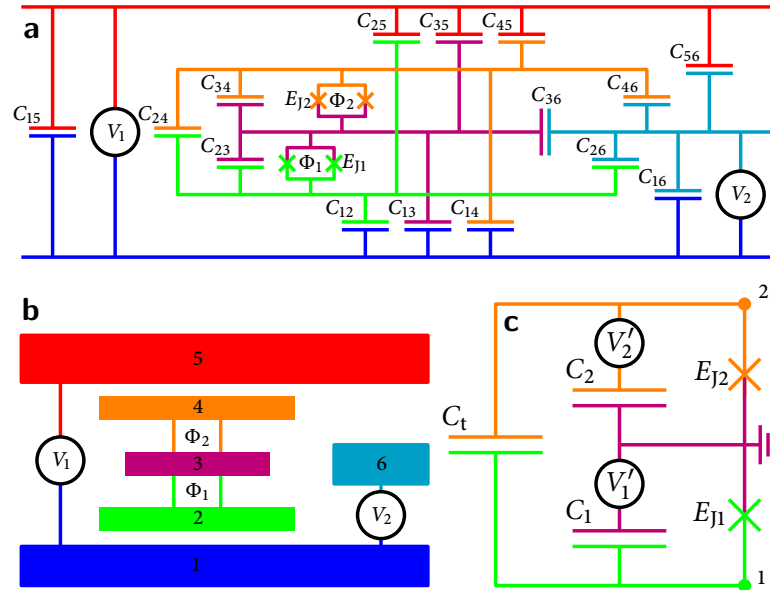 a
C25 C35 C45
C56
C34 EJ2 Φ2 C36 C46
C15 V1 C24
C23 Φ1 EJ1 C26
C16 V2
C12 C13 C14
b
5
4
Φ2
V1 3 6
Φ1
2 V2
1
c
2
V2′
C2 EJ2
Ct
V1′
C1 EJ1
1